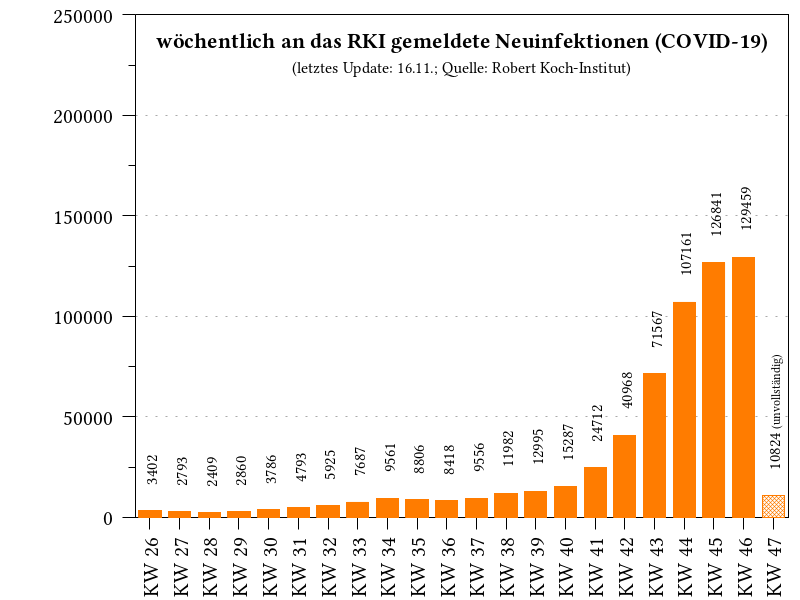 wöchentlich an das RKI gemeldete Neuinfektionen (COVID-19)
(letztes Update: 16.11.; Quelle: Robert Koch-Institut)
250000
200000
150000
100000
50000
0
3402
2793
2409
2860
3786
4793
5925
7687
9561
8806
8418
9556
11982
12995
15287
24712
40968
71567
107161
126841
129459
10824 (unvollständig)
KW 26
KW 27
KW 28
KW 29
KW 30
KW 31
KW 32
KW 33
KW 34
KW 35
KW 36
KW 37
KW 38
KW 39
KW 40
KW 41
KW 42
KW 43
KW 44
KW 45
KW 46
KW 47